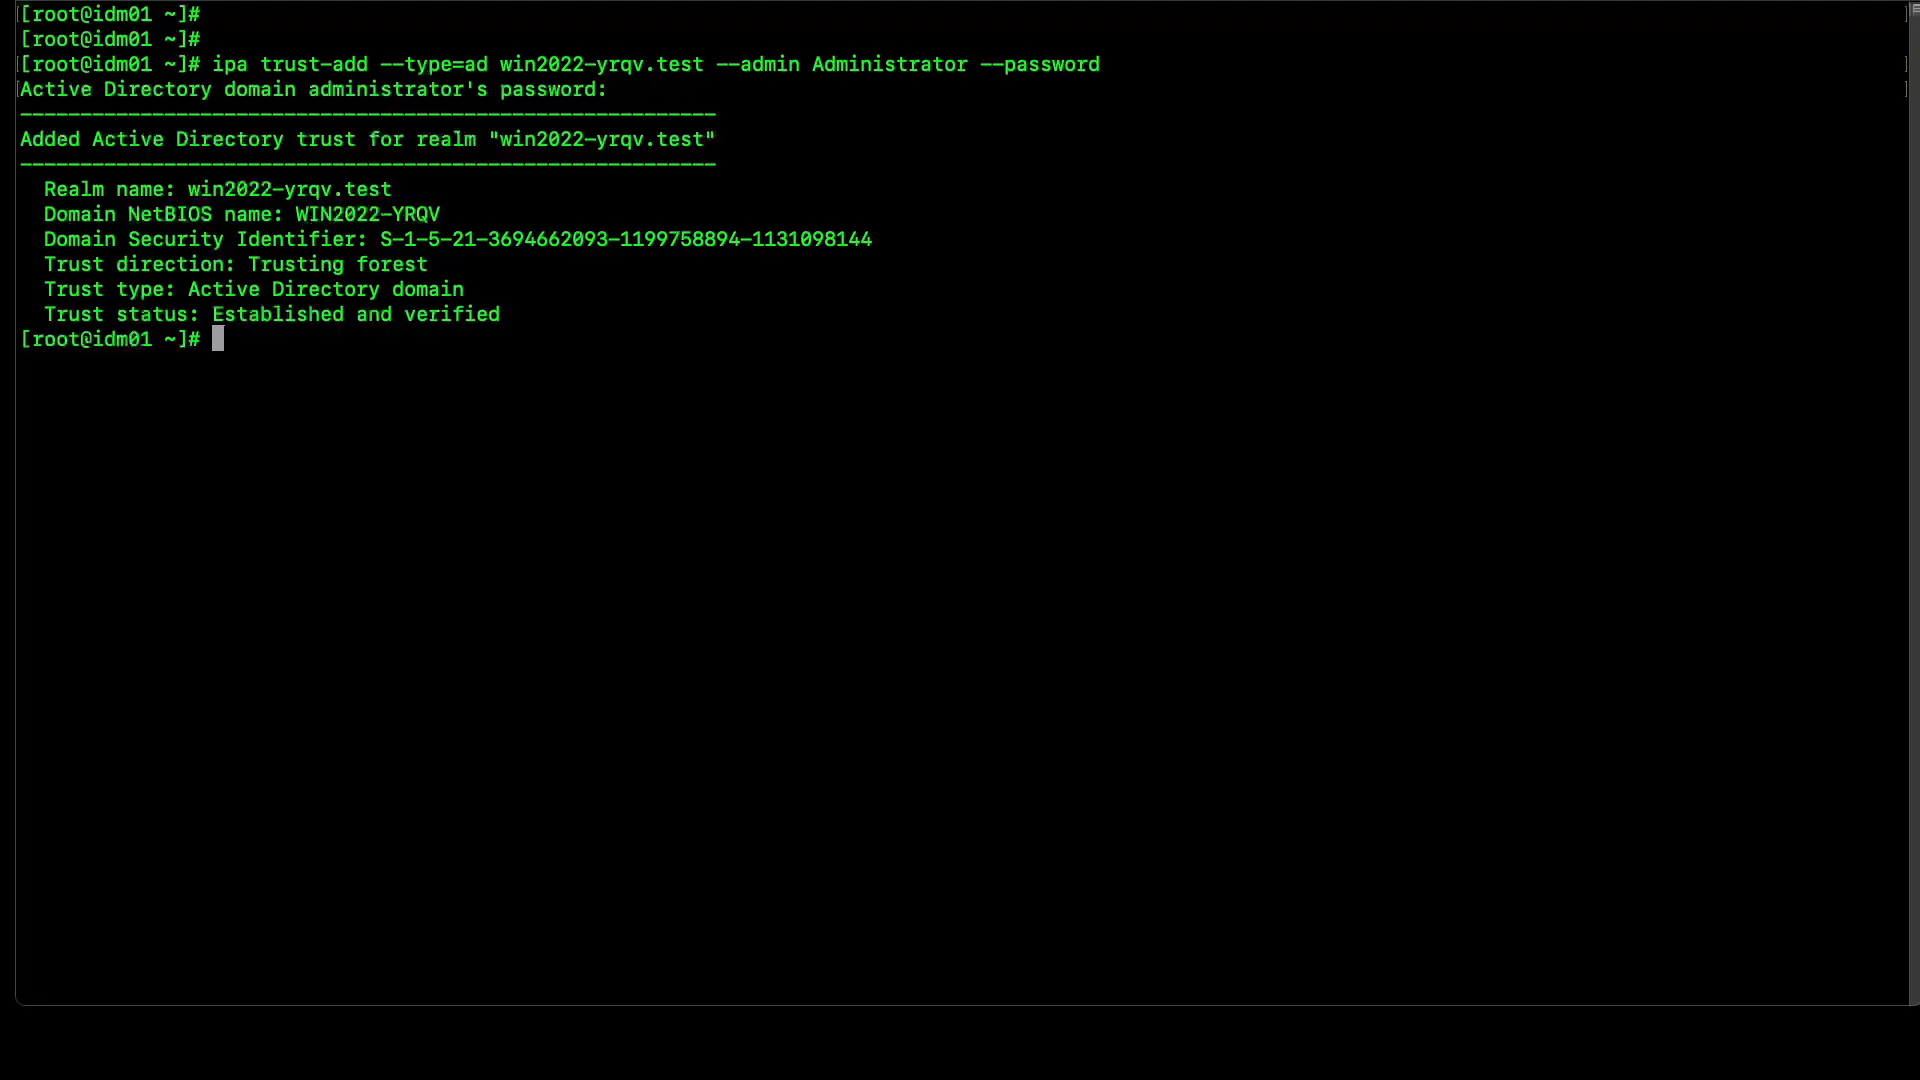 [root@idm01 ~]#
[root@idm01 ~]#
[root@idm01 ~]# ipa trust-add --type=ad win2022-yrqv.test --admin Administrator --password
Active Directory domain administrator's password:
----------------------------------------------------------
Added Active Directory trust for realm "win2022-yrqv.test"
----------------------------------------------------------
  Realm name: win2022-yrqv.test
  Domain NetBIOS name: WIN2022-YRQV
  Domain Security Identifier: S-1-5-21-3694662093-1199758894-1131098144
  Trust direction: Trusting forest
  Trust type: Active Directory domain
  Trust status: Established and verified
[root@idm01 ~]#